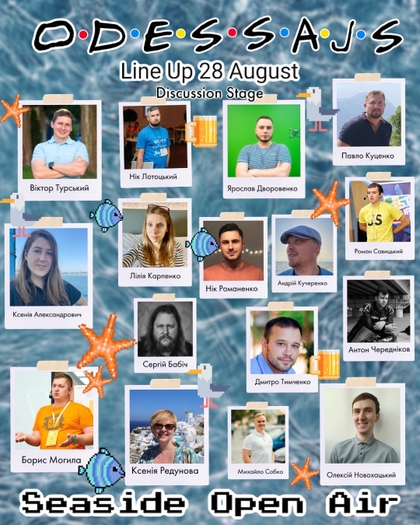 O·D·E·S·S·A·J·S
Line Up 28 August
Discussion Stage
Віктор Турський
Нік Лотоцький
Ярослав Дворовенко
Павло Куценко
Ксенія Александрович
Лілія Карпенко
Нік Романенко
Андрій Кучеренко
Роман Савицький
JS
Сергій Бабіч
Дмитро Тимченко
Антон Чередніков
Борис Могила
Ксенія Редунова
Михайло Собко
Олексій Новохацький
Seaside Open Air